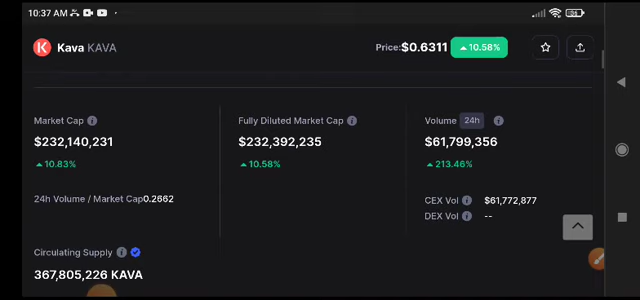 10:37 AM
Kava KAVA Price:$0.6311 10.58%
Market Cap Fully Diluted Market Cap Volume 24h
$232,140,231 $232,392,235 $61,799,356
10.83% 10.58% 213.46%
24h Volume / Market Cap0.2662 CEX Vol $61,772,877
DEX Vol --
Circulating Supply
367,805,226 KAVA